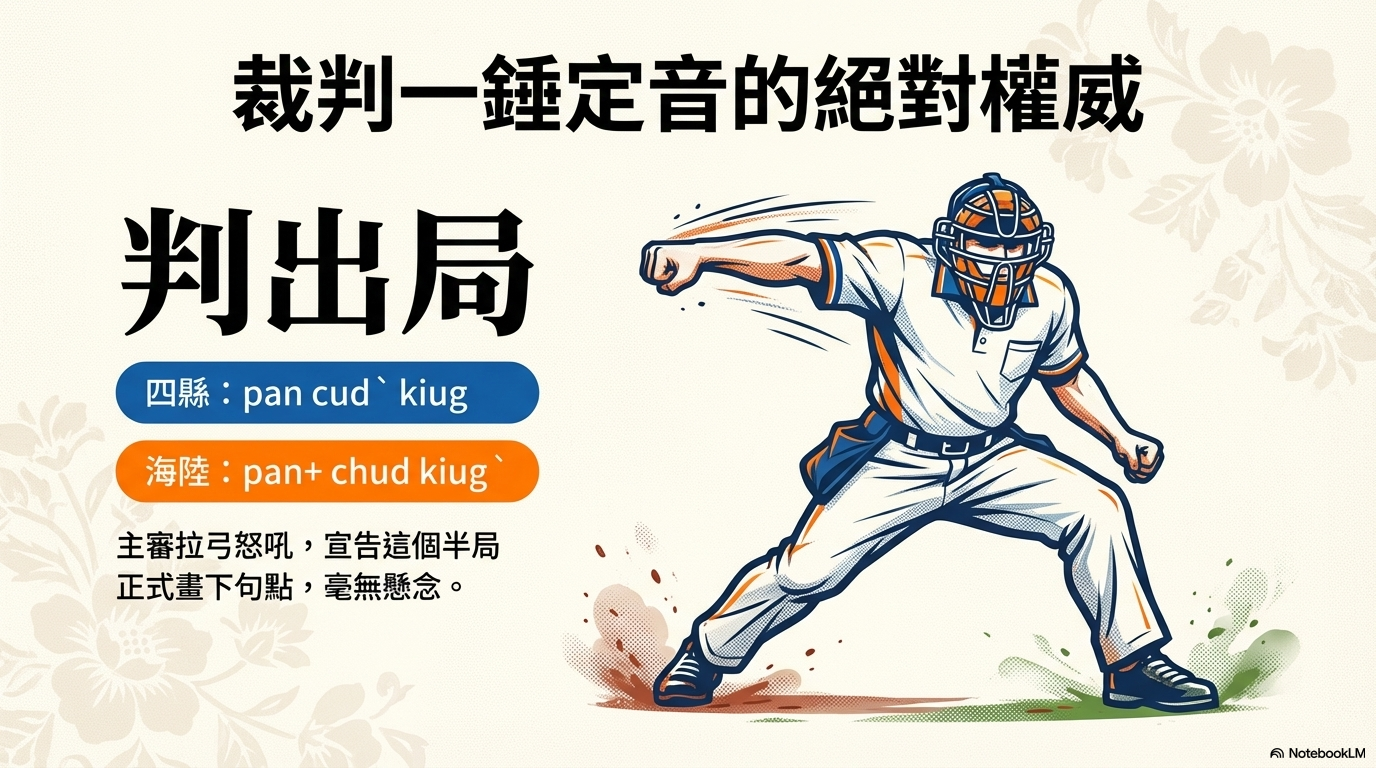 裁判一錘定音的絕對權威
判出局
四縣：pan cudˋ kiug
海陸：pan+ chud kiugˋ
主審拉弓怒吼，宣告這個半局
正式畫下句點，毫無懸念。
NotebookLM